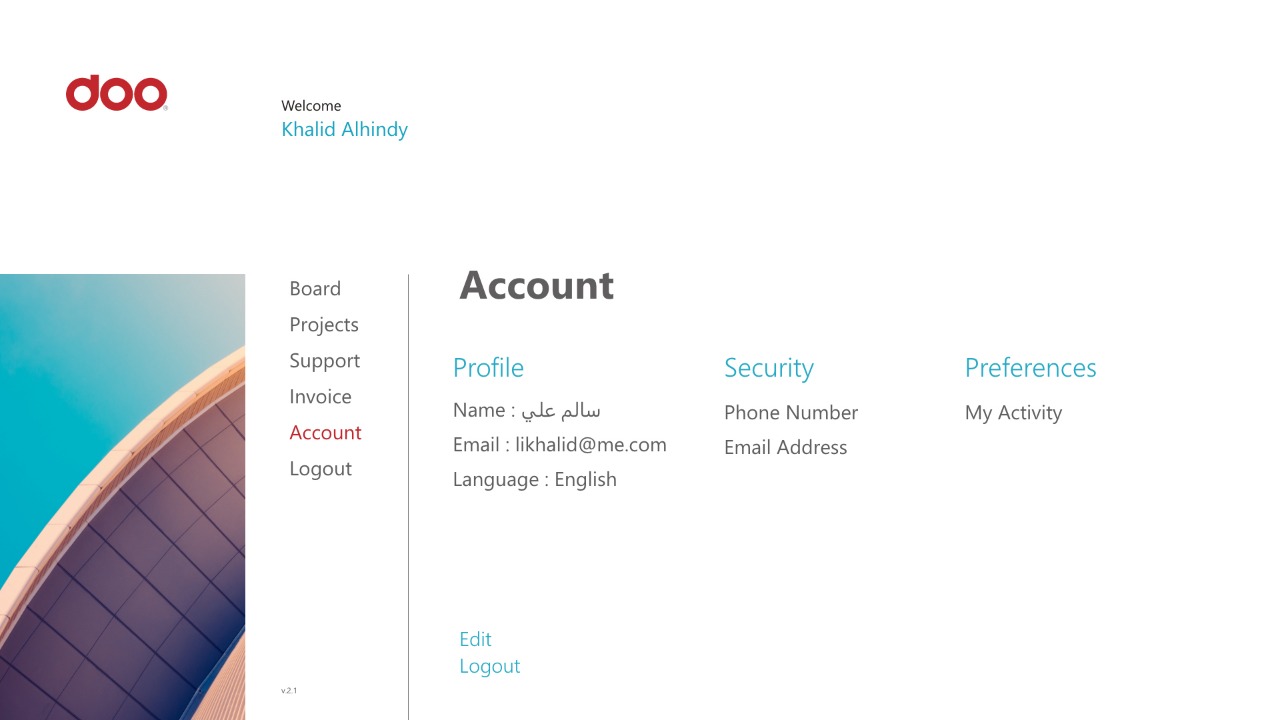 doo
Welcome
Khalid Alhindy
Board
Projects
Support
Invoice
Account
Logout
v.2.1
Account
Profile
Name : سالم علي
Email : likhalid@me.com
Language : English
Security
Phone Number
Email Address
Preferences
My Activity
Edit
Logout